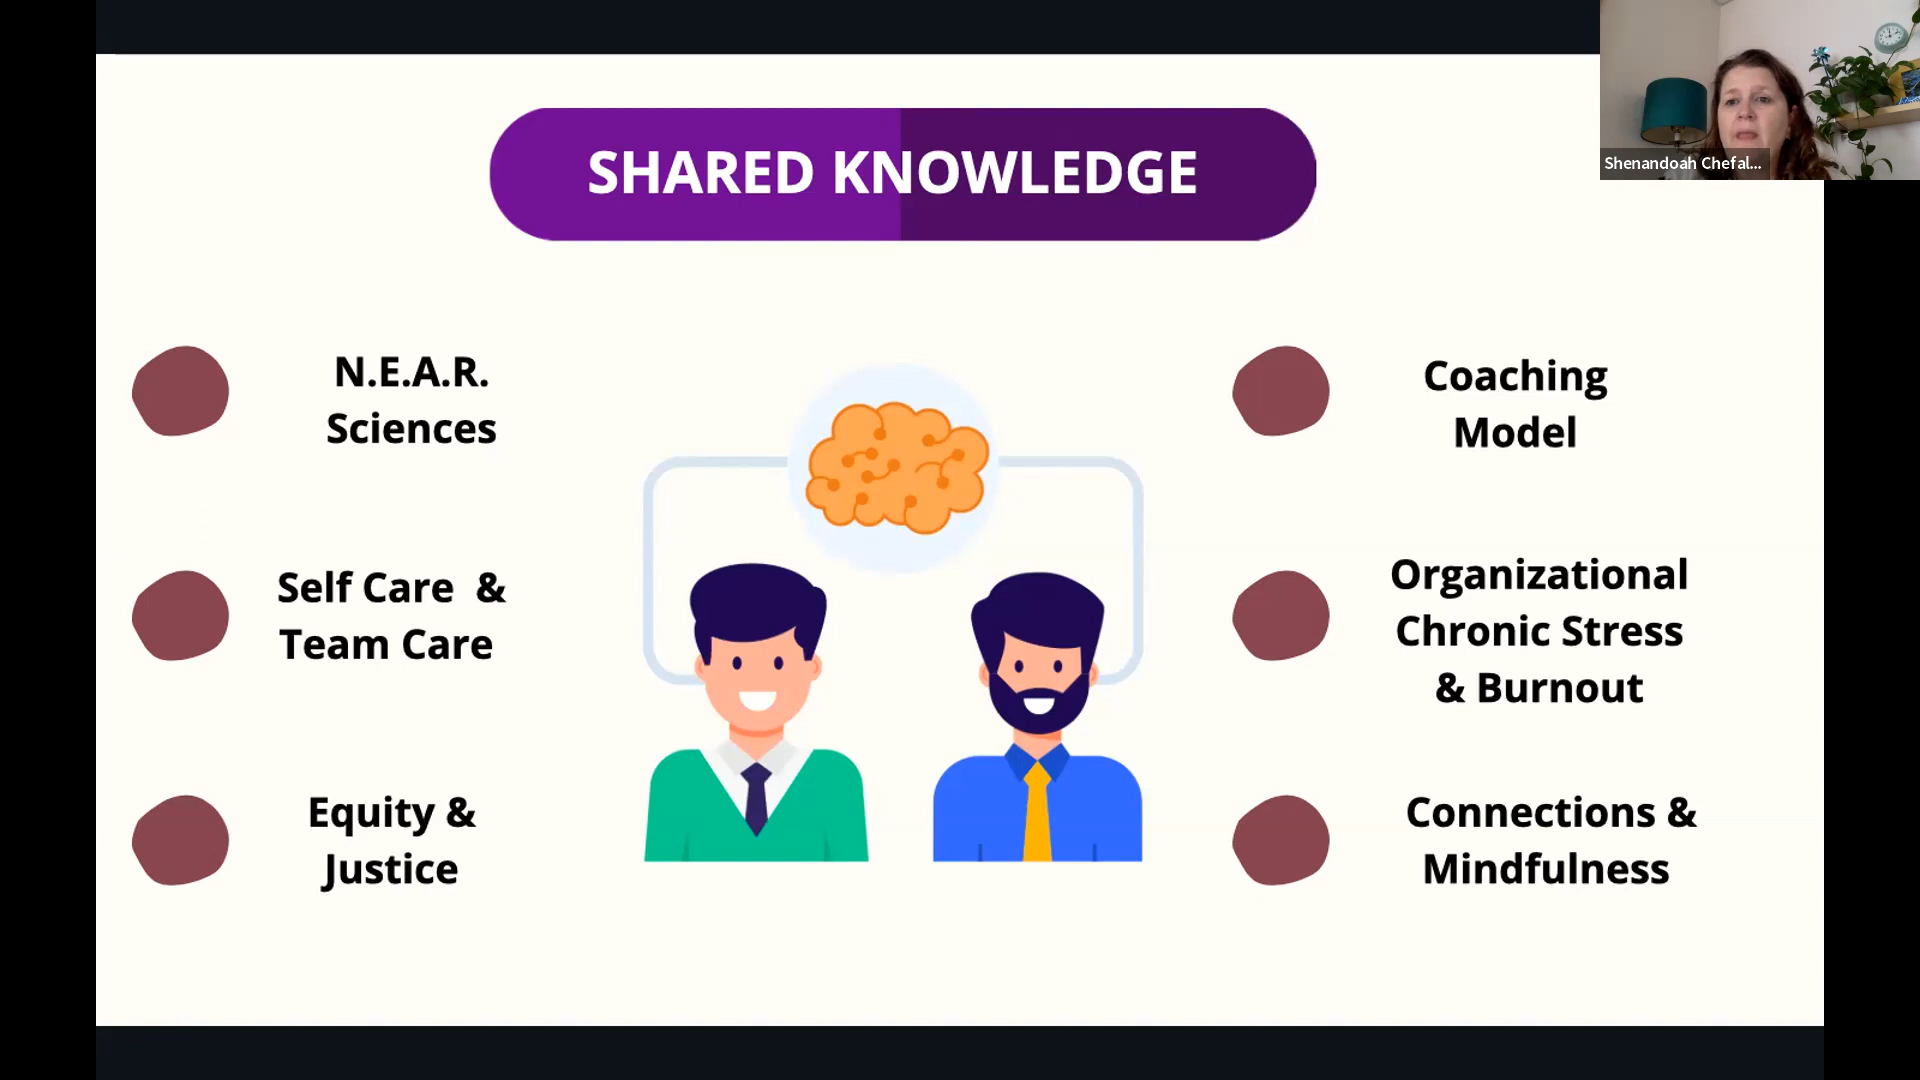 SHARED KNOWLEDGE
Shenandoah Chefal...
N.E.A.R.
Sciences
Self Care & 
Team Care
Equity &
Justice
Coaching
Model
Organizational
Chronic Stress
& Burnout
Connections &
Mindfulness